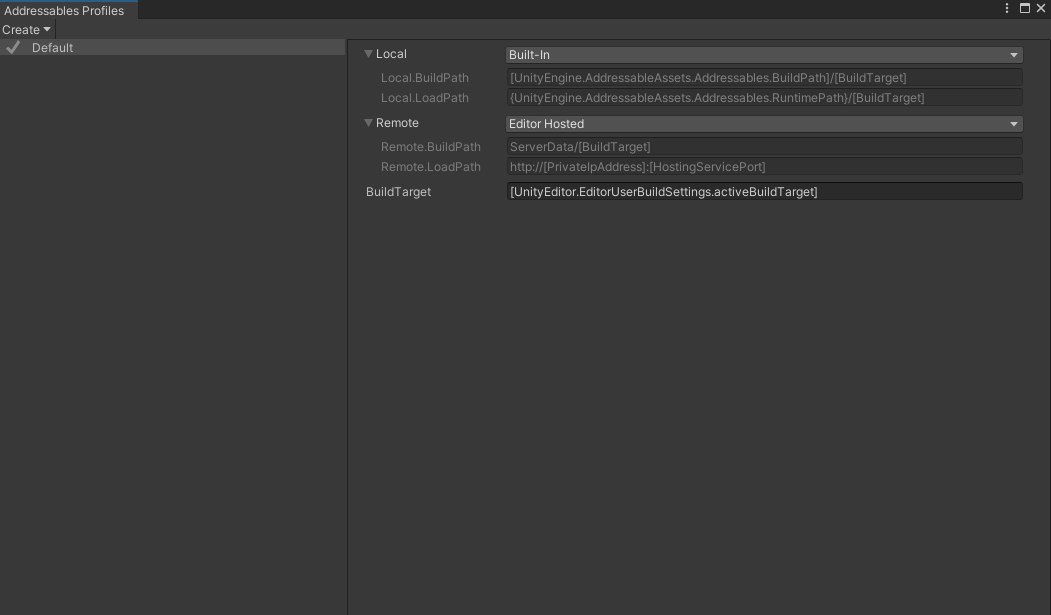 Addressables Profiles
Create
Default
Local Built-In
Local.BuildPath [UnityEngine.AddressableAssets.Addressables.BuildPath]/[BuildTarget]
Local.LoadPath {UnityEngine.AddressableAssets.Addressables.RuntimePath}/[BuildTarget]
Remote Editor Hosted
Remote.BuildPath ServerData/[BuildTarget]
Remote.LoadPath http://[PrivateIpAddress]:[HostingServicePort]
BuildTarget [UnityEditor.EditorUserBuildSettings.activeBuildTarget]